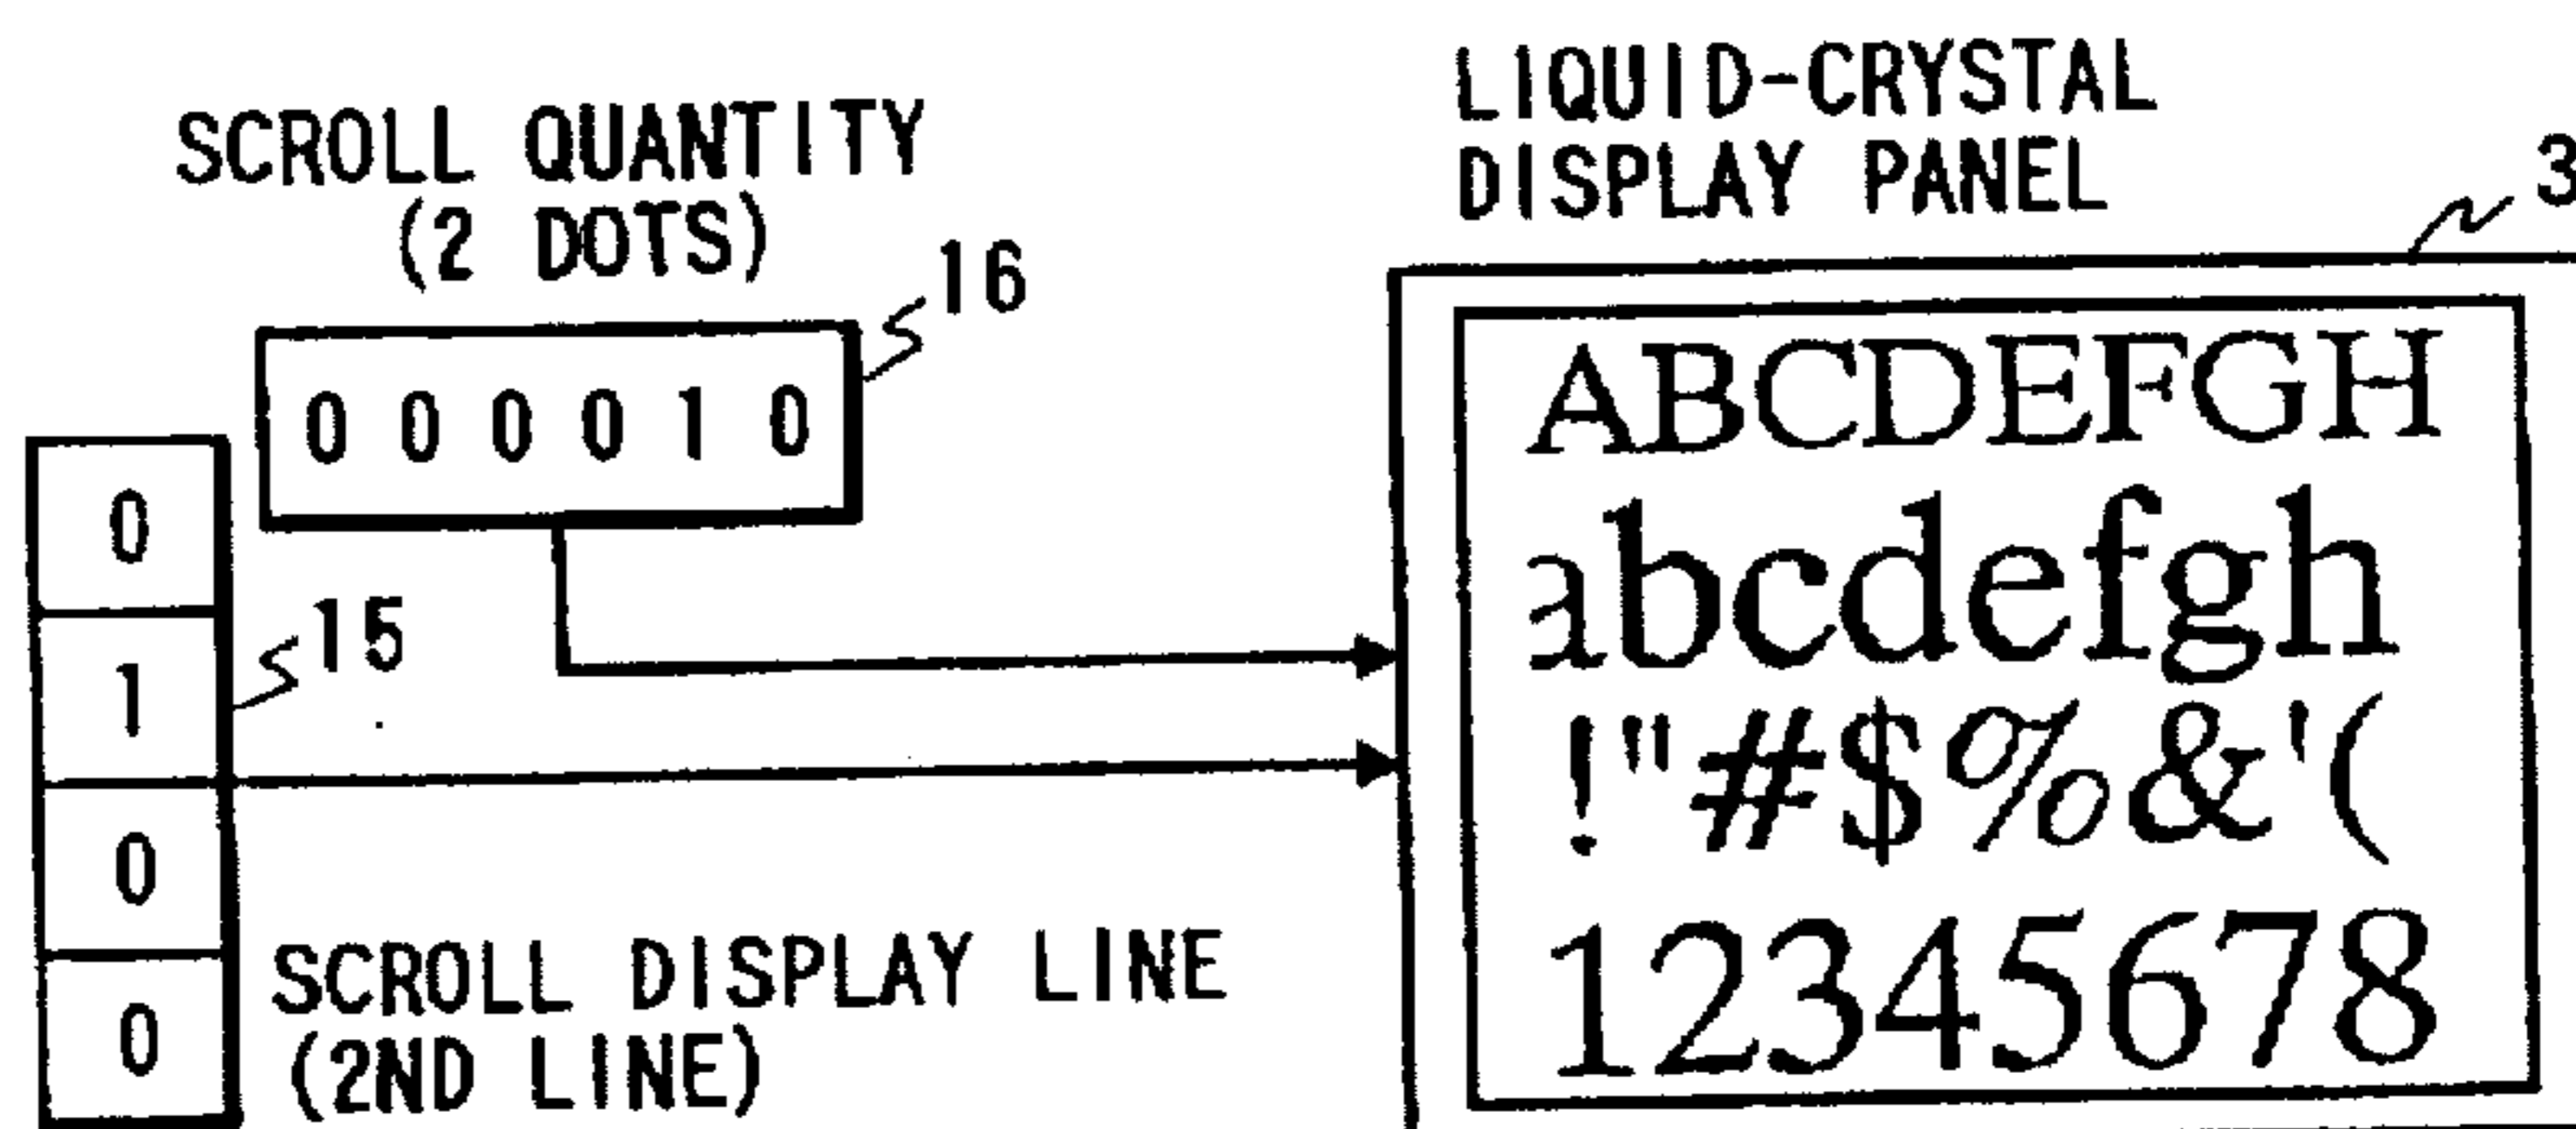 SCROLL QUANTITY
(2 DOTS)
16
0 0 0 0 1 0
0
1
0
0
15
SCROLL DISPLAY LINE
(2ND LINE)
LIQUID-CRYSTAL
DISPLAY PANEL
3
ABCDEFGH
abcdefgh
!"#$%&'(
12345678